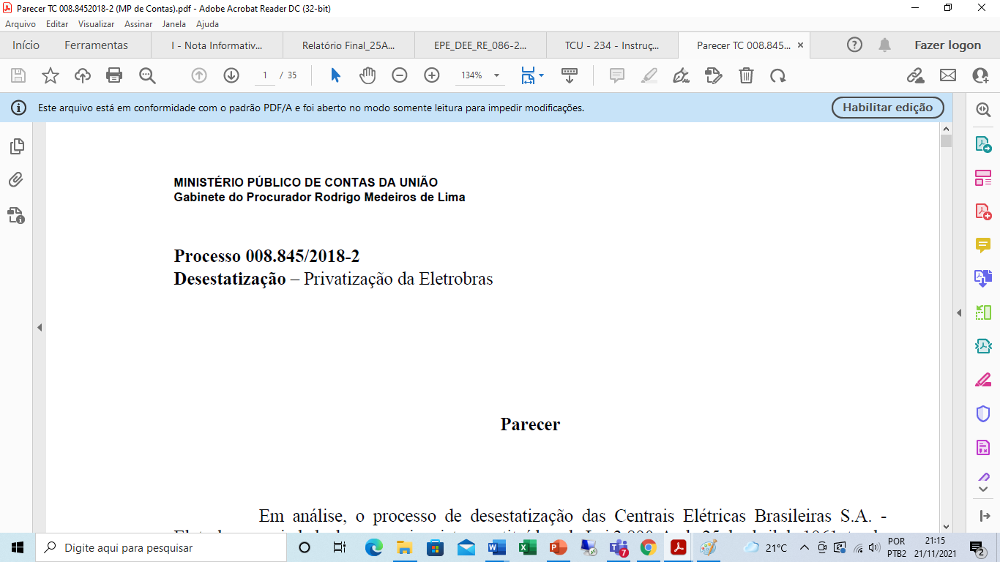 Parecer TC 008.8452018-2 (MP de Contas).pdf - Adobe Acrobat Reader DC (32-bit)
Arquivo Editar Visualizar Assinar Janela Ajuda
Início Ferramentas I - Nota Informativ... Relatório Final_25A... EPE_DEE_RE_086-2... TCU - 234 - Instruç... Parecer TC 008.845... × Fazer logon
1 / 35 134%
Este arquivo está em conformidade com o padrão PDF/A e foi aberto no modo somente leitura para impedir modificações. Habilitar edição
MINISTÉRIO PÚBLICO DE CONTAS DA UNIÃO
Gabinete do Procurador Rodrigo Medeiros de Lima
Processo 008.845/2018-2
Desestatização – Privatização da Eletrobras
Parecer
Em análise, o processo de desestatização das Centrais Elétricas Brasileiras S.A. -
Digite aqui para pesquisar
7
21°C
POR
PTB2
21:15
21/11/2021
2